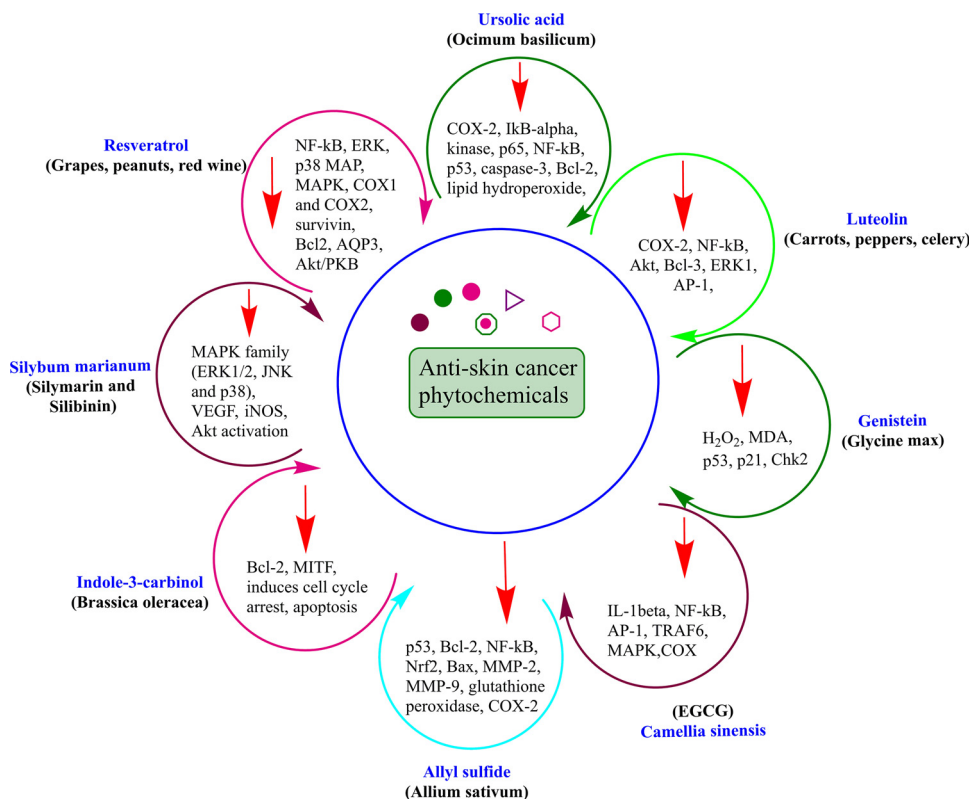 Ursolic acid
(Ocimum basilicum)
COX-2, IkB-alpha,
kinase, p65, NF-kB,
p53, caspase-3, Bcl-2,
lipid hydroperoxide,
Resveratrol
(Grapes, peanuts, red wine)
NF-kB, ERK,
p38 MAP,
MAPK, COX1
and COX2,
survivin,
Bcl2, AQP3,
Akt/PKB
Luteolin
(Carrots, peppers, celery)
COX-2, NF-kB,
Akt, Bcl-3, ERK1,
AP-1,
Anti-skin cancer
phytochemicals
Silybum marianum
(Silymarin and
Silibinin)
MAPK family
(ERK1/2, JNK
and p38),
VEGF, iNOS,
Akt activation
Genistein
(Glycine max)
H₂O₂, MDA,
p53, p21, Chk2
Indole-3-carbinol
(Brassica oleracea)
Bcl-2, MITF,
induces cell cycle
arrest, apoptosis
IL-1beta, NF-kB,
AP-1, TRAF6,
MAPK,COX
(EGCG)
Camellia sinensis
p53, Bcl-2, NF-kB,
Nrf2, Bax, MMP-2,
MMP-9, glutathione
peroxidase, COX-2
Allyl sulfide
(Allium sativum)